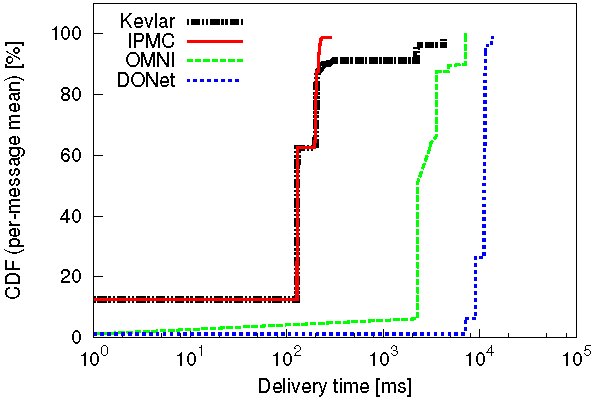 CDF (per-message mean) [%]
100
80
60
40
20
0
Kevlar
IPMC
OMNI
DONet
10^0 10^1 10^2 10^3 10^4 10^5
Delivery time [ms]